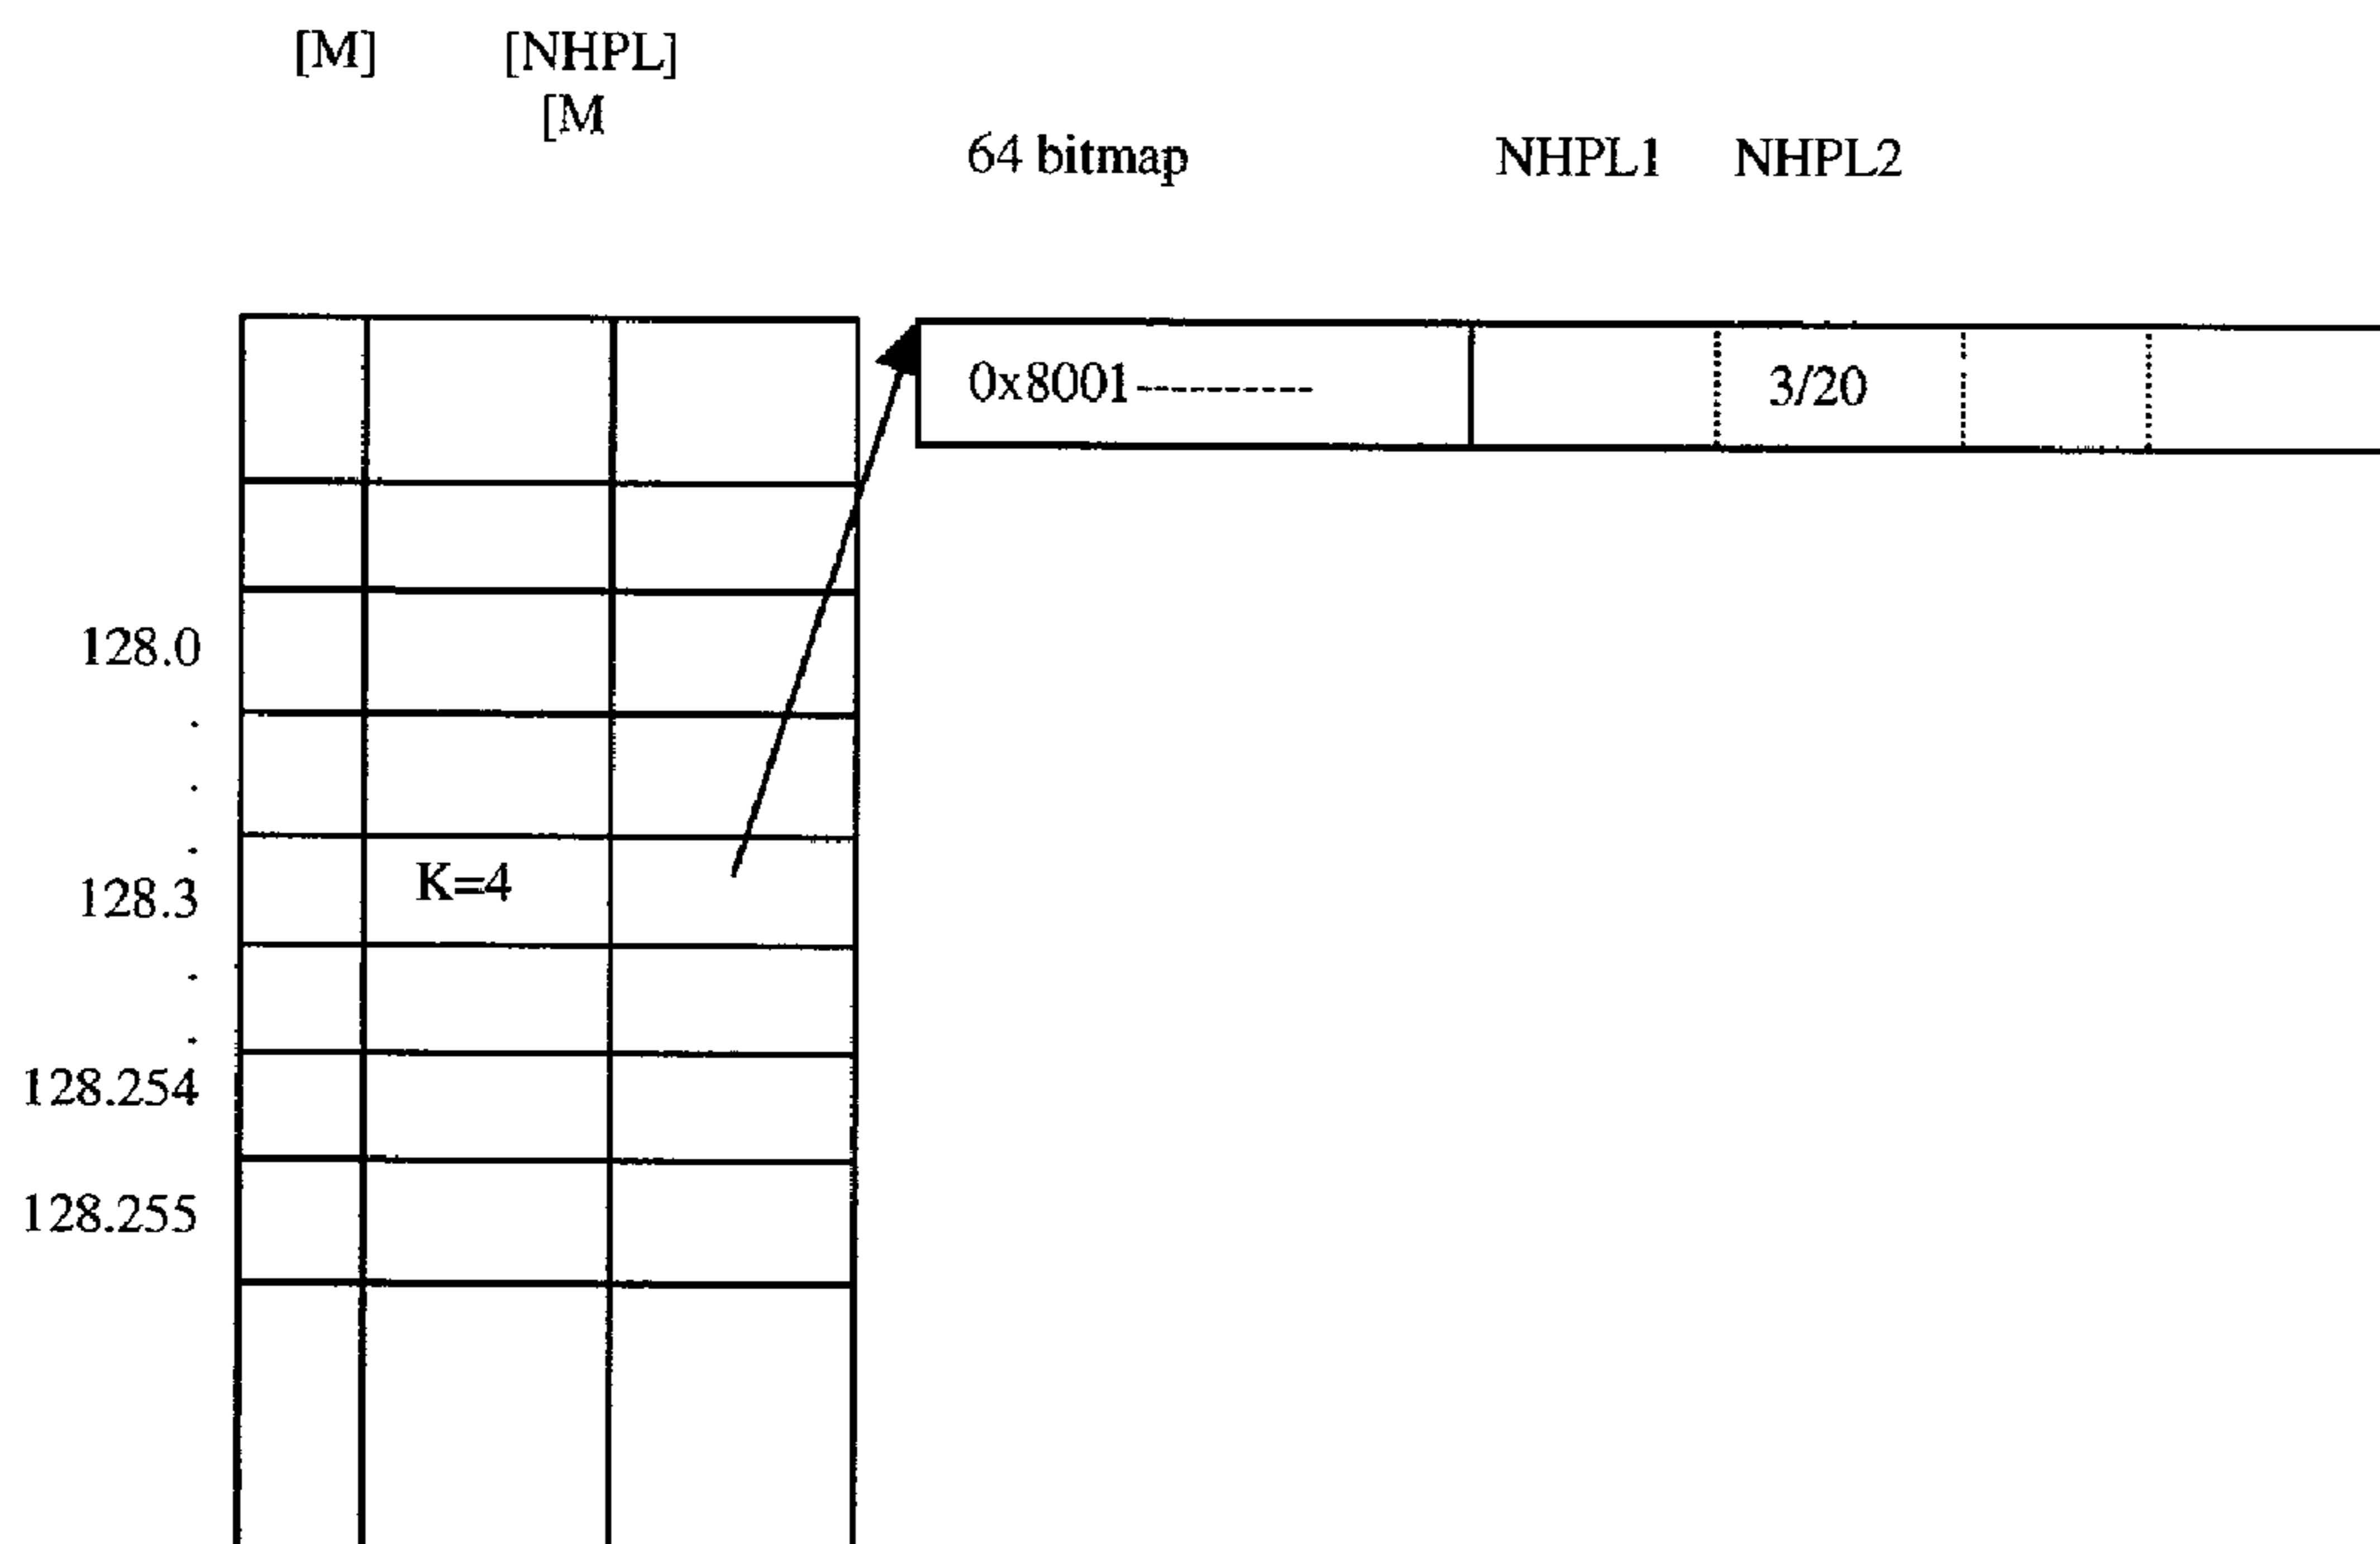 [M] [NHPL]
[M
64 bitmap NHPL1 NHPL2
0x8001---------- 3/20
128.0
.
.
.
128.3 K=4
.
.
128.254
128.255